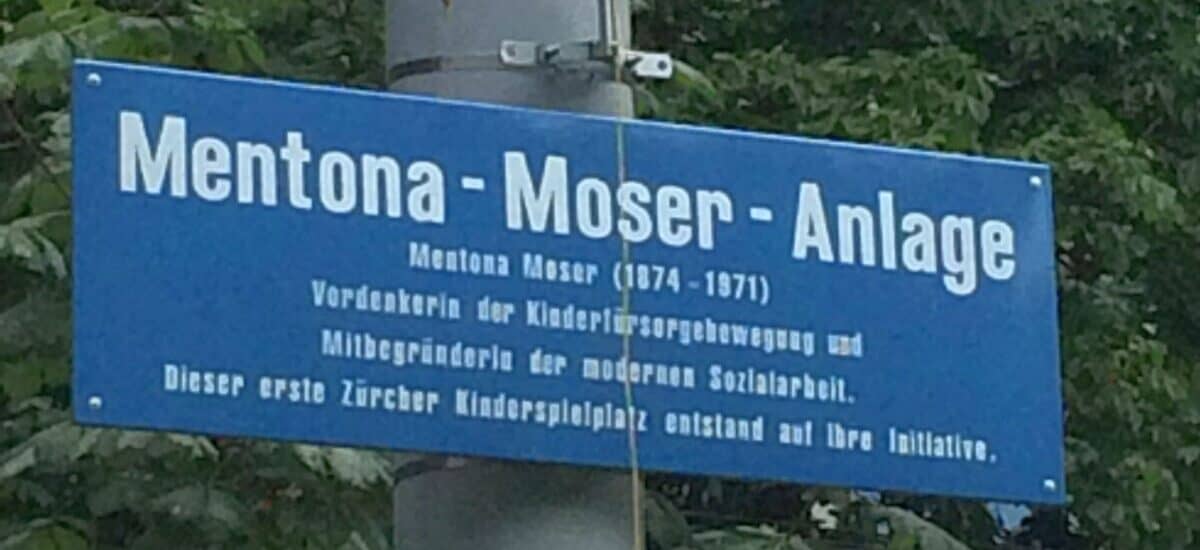 Mentona-Moser-Anlage
Mentona Moser (1874-1971)
Vordenkerin der Kinderfürsorgebewegung und
Mitbegründerin der modernen Sozialarbeit.
Dieser erste Zürcher Kinderspielplatz entstand auf ihre Initiative.